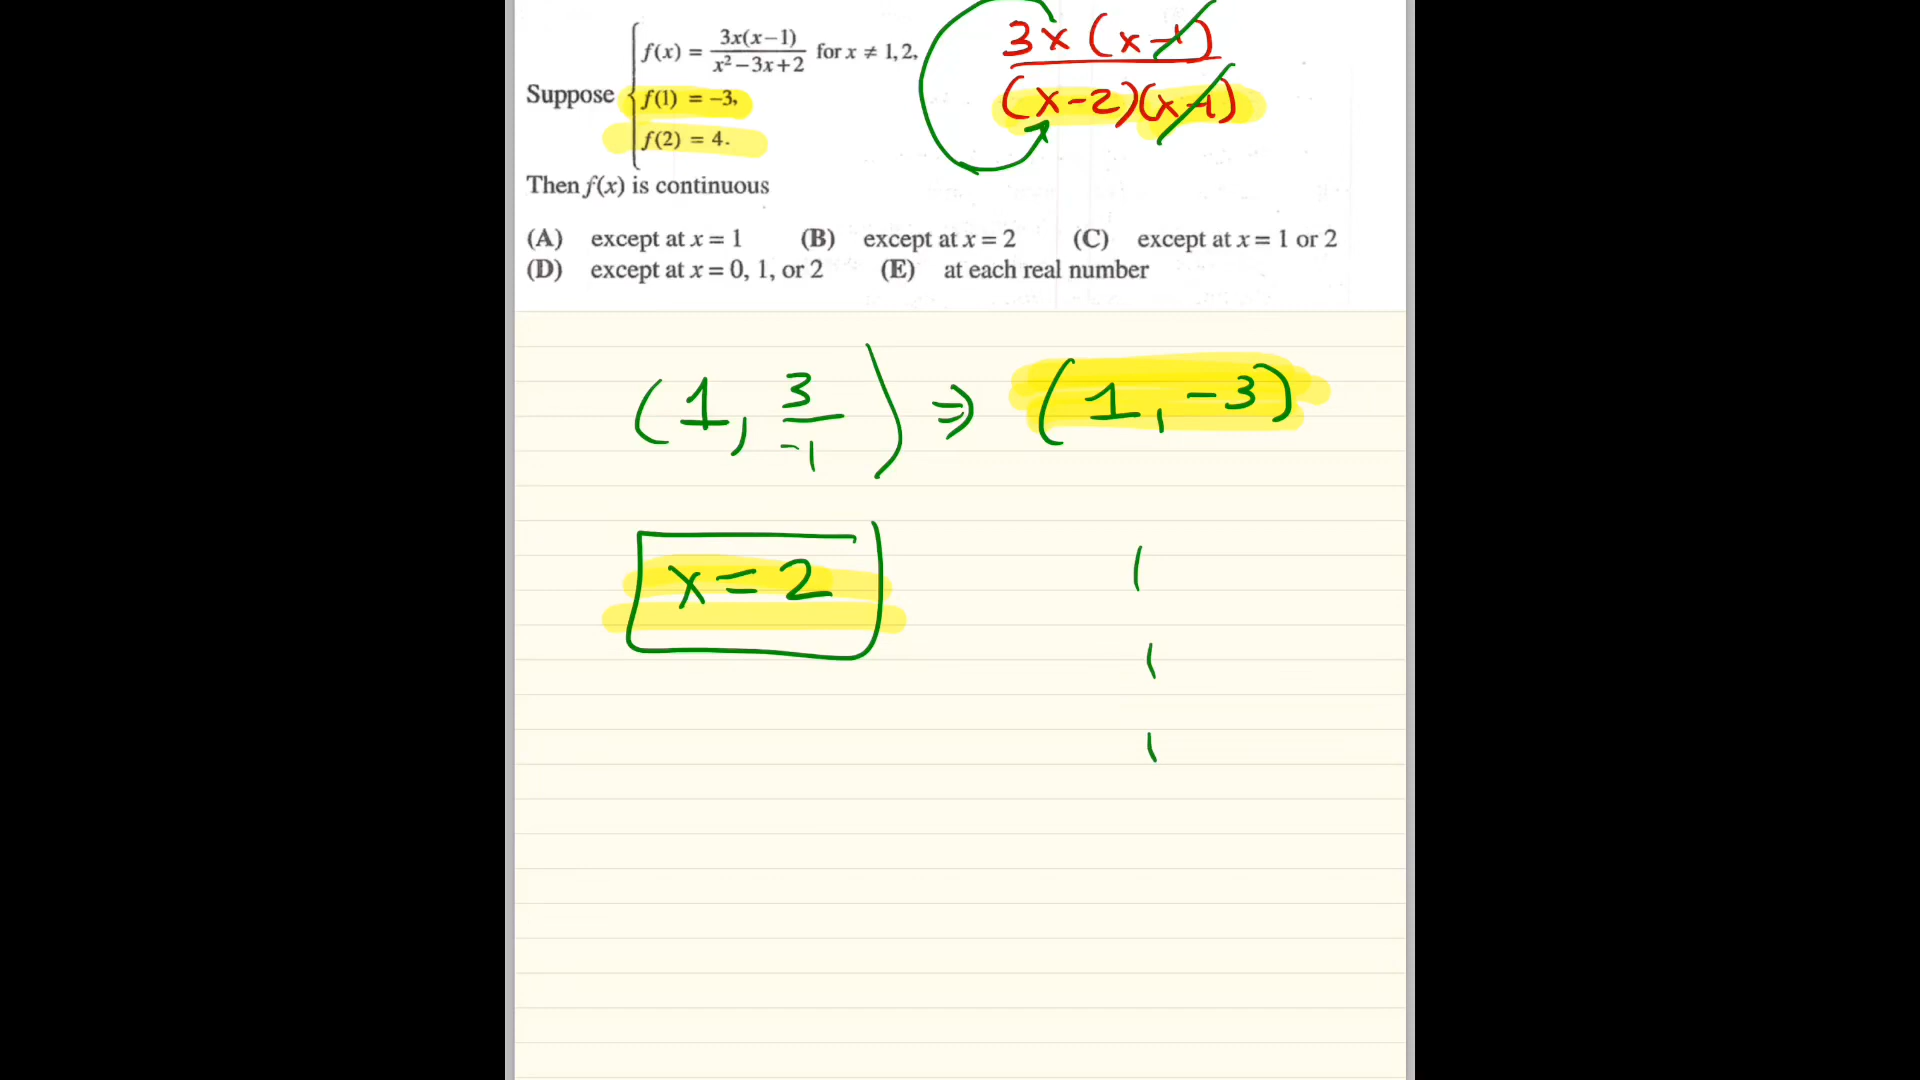 Suppose
f(x) = 3x(x−1) / x² − 3x + 2 for x ≠ 1, 2,
f(1) = −3,
f(2) = 4.
3x (x−1)
(x−2)(x−1)
Then f(x) is continuous
(A) except at x = 1 (B) except at x = 2 (C) except at x = 1 or 2
(D) except at x = 0, 1, or 2 (E) at each real number
(1, 3/−1) ⇒ (1, −3)
x = 2